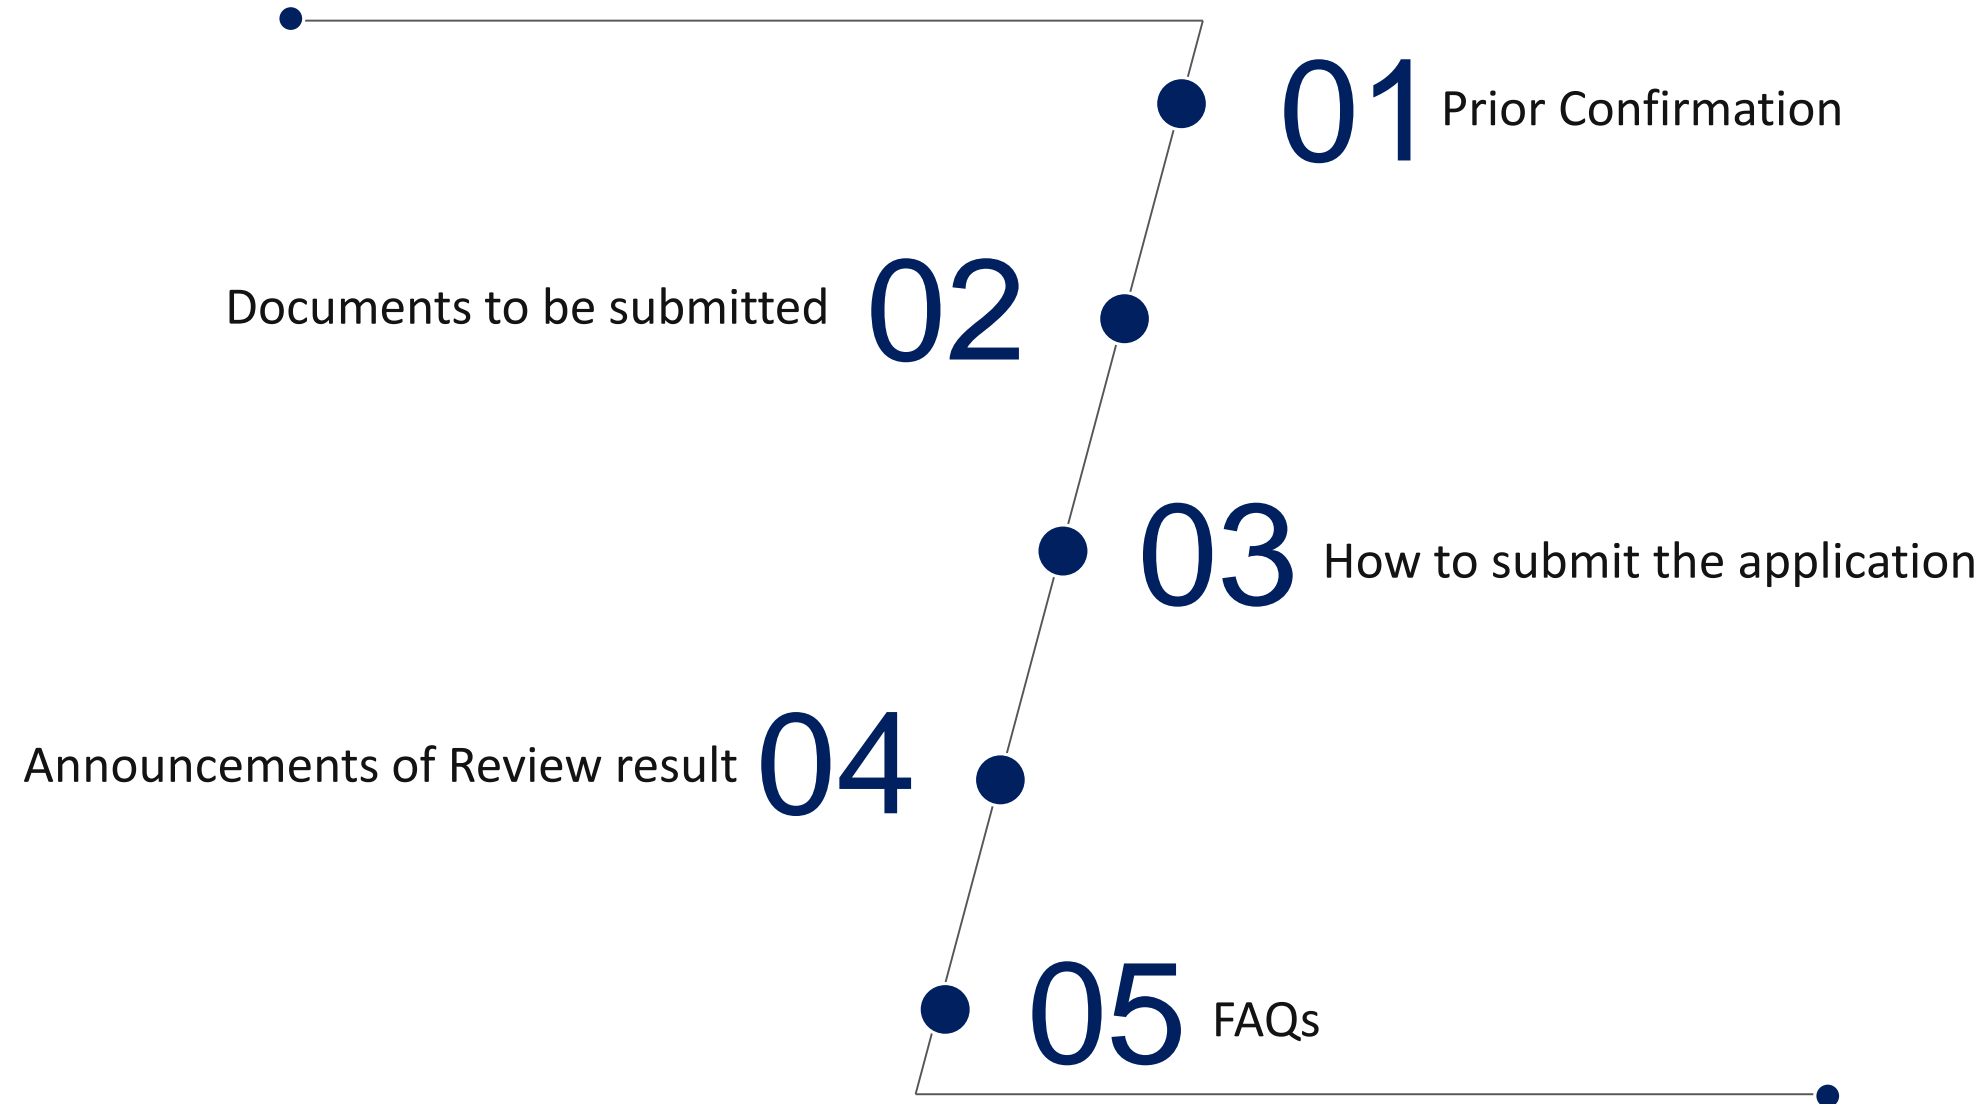 01 Prior Confirmation
Documents to be submitted 02
03 How to submit the application
Announcements of Review result 04
05 FAQs